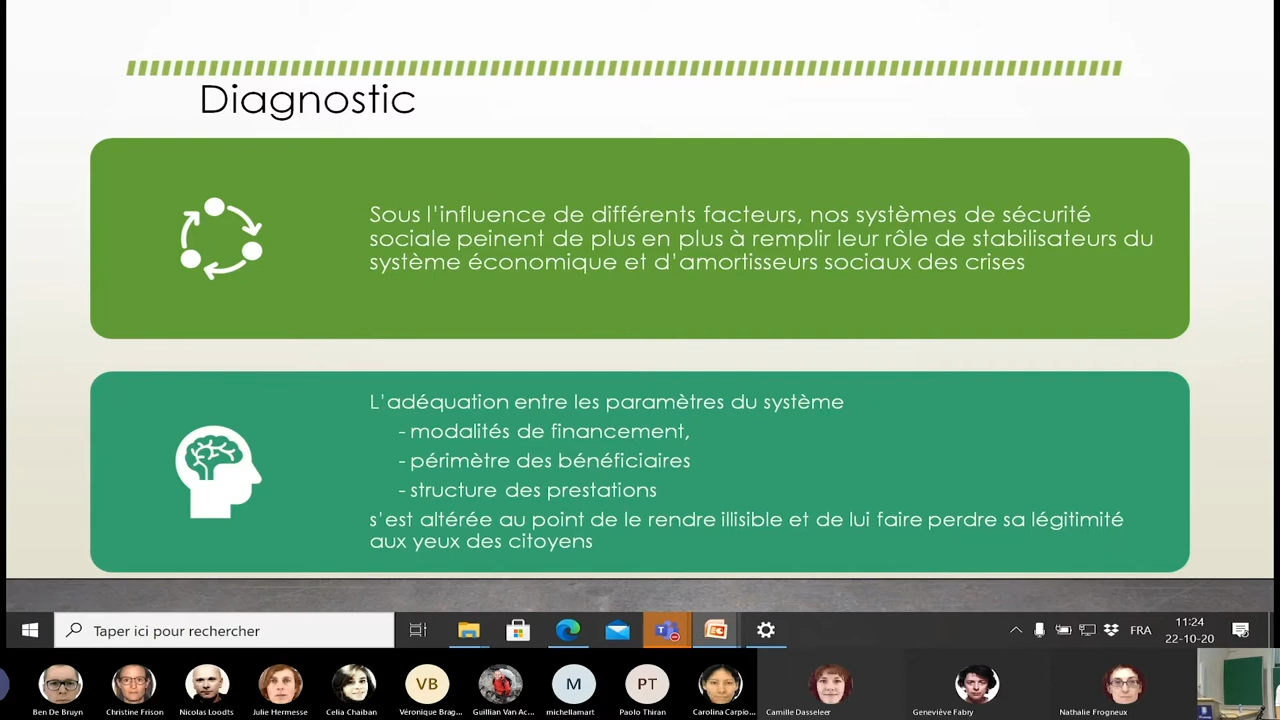 Diagnostic
Sous l'influence de différents facteurs, nos systèmes de sécurité
sociale peinent de plus en plus à remplir leur rôle de stabilisateurs du
système économique et d'amortisseurs sociaux des crises
L'adéquation entre les paramètres du système
- modalités de financement,
- périmètre des bénéficiaires
- structure des prestations
s'est altérée au point de le rendre illisible et de lui faire perdre sa légitimité
aux yeux des citoyens
Taper ici pour rechercher
FRA
11:24
22-10-20
VB
M
PT
Ben De Bruyn
Christine Frison
Nicolas Loodts
Julie Hermesse
Celia Chaiban
Véronique Brag...
Guillian Van Ac...
michellamart
Paolo Thiran
Carolina Carpio...
Camille Dasseleer
Geneviève Fabry
Nathalie Frogneux